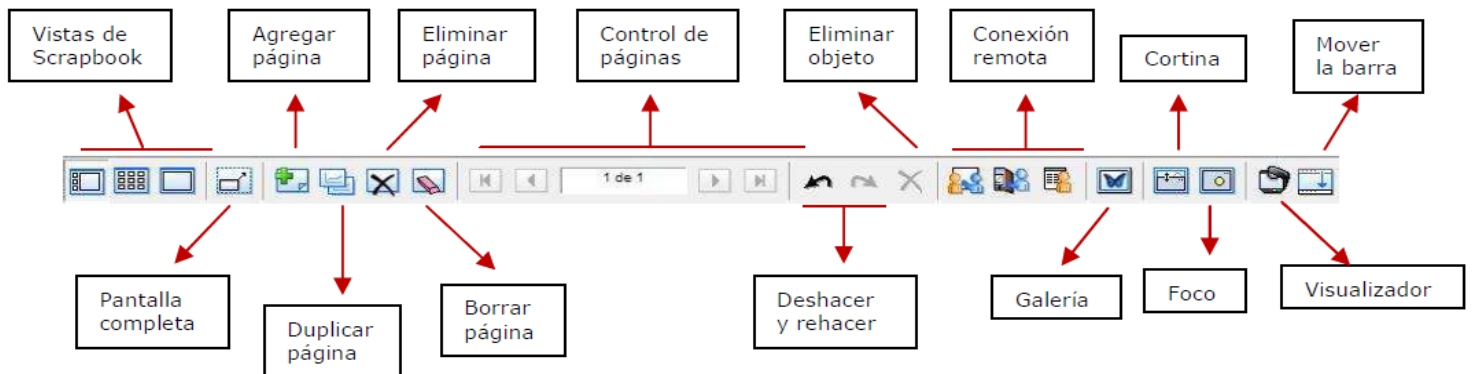 Vistas de
Scrapbook
Agregar
página
Eliminar
página
Control de
páginas
Eliminar
objeto
Conexión
remota
Cortina
Mover
la barra
1 de 1
Pantalla
completa
Duplicar
página
Borrar
página
Deshacer
y rehacer
Galería
Foco
Visualizador